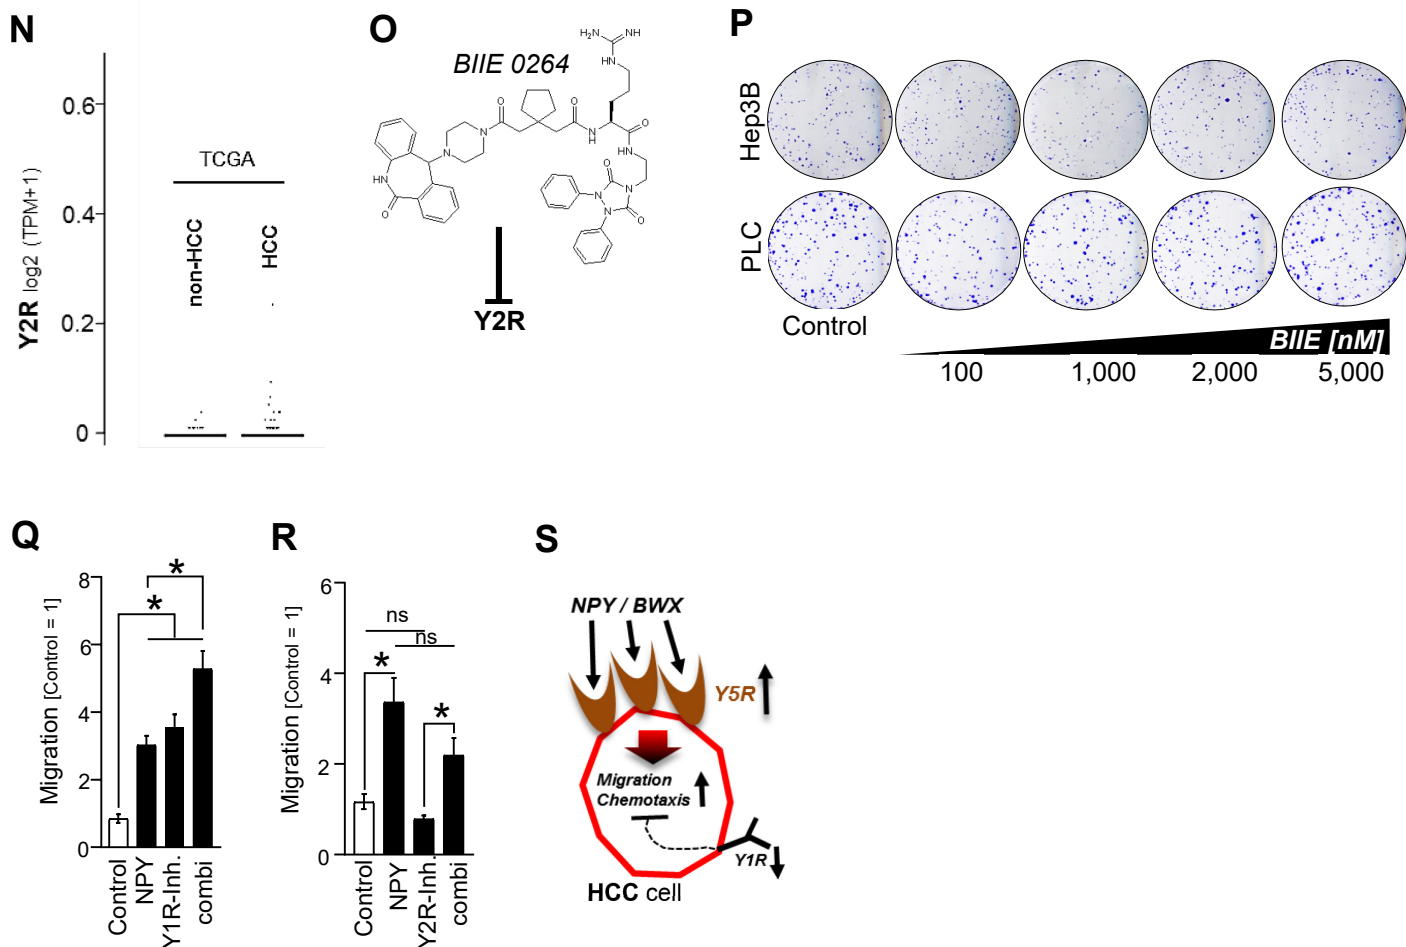 N
Y2R log2 (TPM+1)
0.6
0.4
0.2
0
TCGA
non-HCC
HCC
O
BIIE 0264
H₂N
NH
HN
O
O
N
N
NH
O
HN
O
HN
O
N
N
N
O
Y2R
P
Hep3B
PLC
Control
BIIE [nM]
100 1,000 2,000 5,000
Q
Migration [Control = 1]
8
6
4
2
0
*
*
Control
NPY
Y1R-Inh.
combi
R
Migration [Control = 1]
6
4
2
0
ns
ns
*
*
Control
NPY
Y2R-Inh.
combi
S
NPY / BWX
Y5R
Migration
Chemotaxis
Y1R
HCC cell